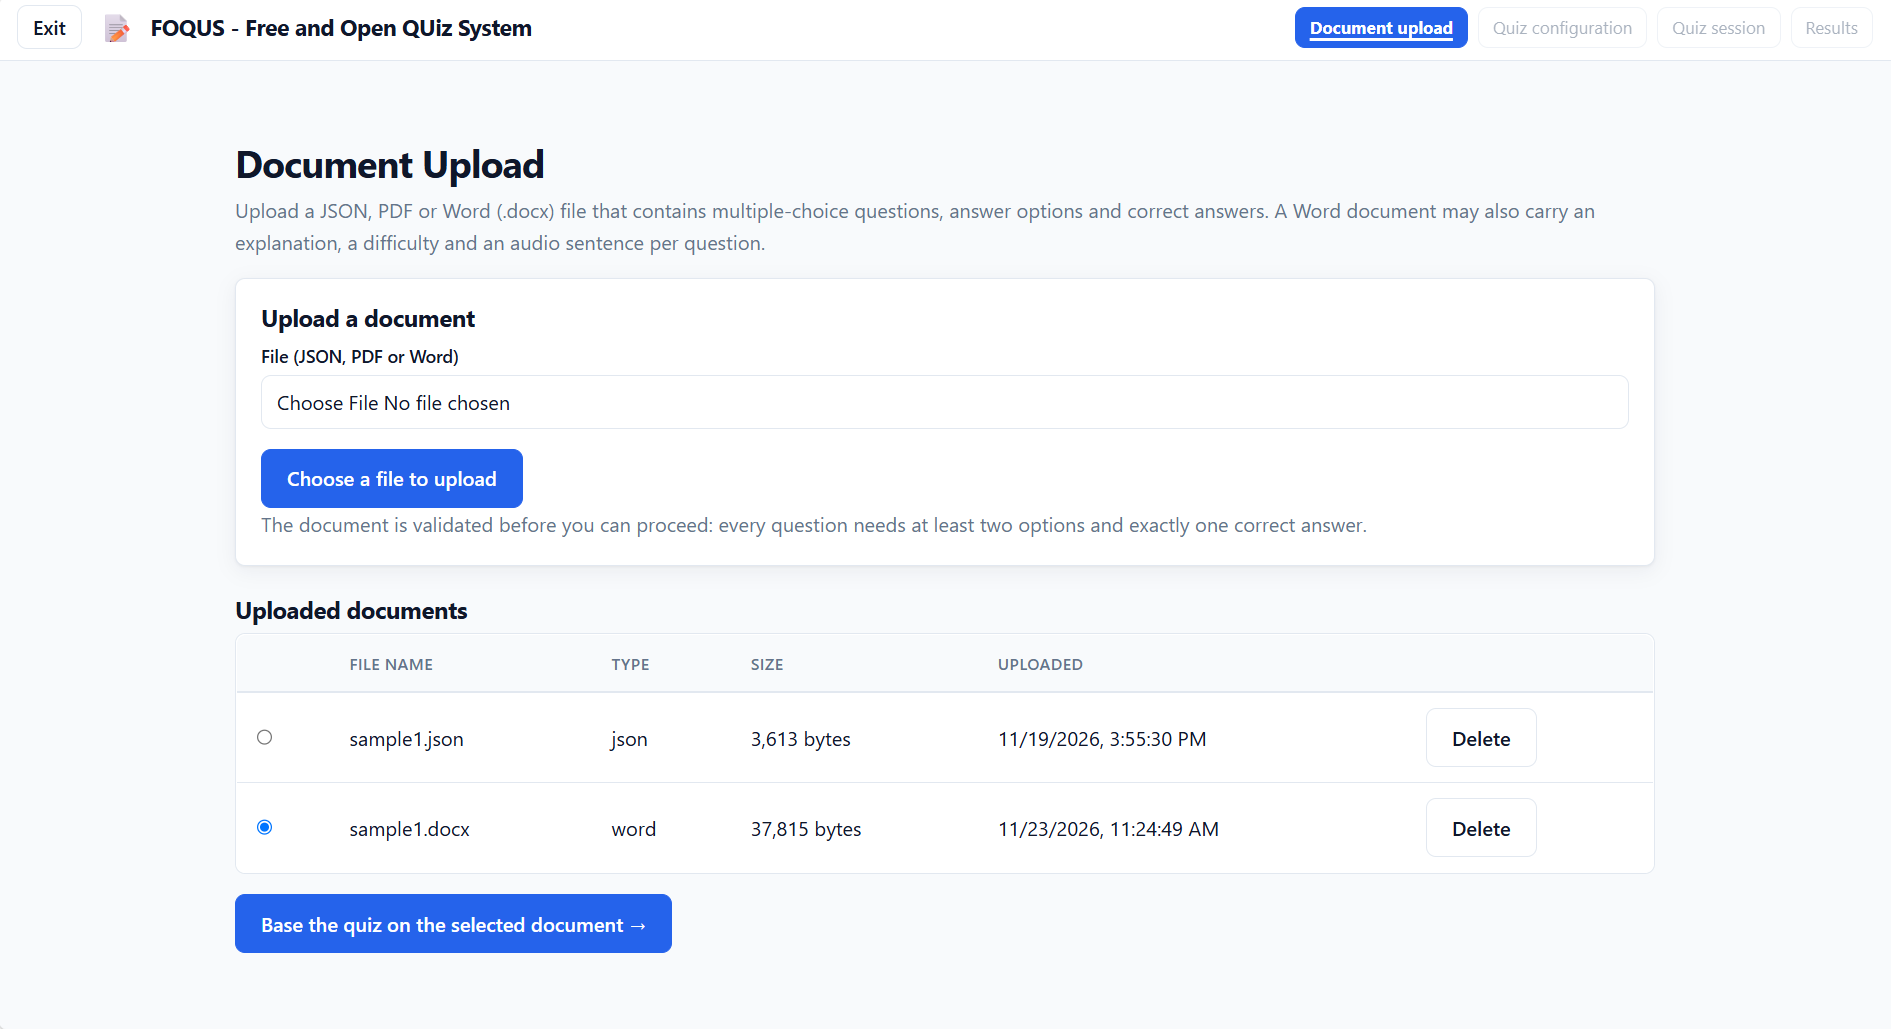 Exit
FOQUS - Free and Open QUiz System
Document upload
Quiz configuration
Quiz session
Results
Document Upload
Upload a JSON, PDF or Word (.docx) file that contains multiple-choice questions, answer options and correct answers. A Word document may also carry an
explanation, a difficulty and an audio sentence per question.
Upload a document
File (JSON, PDF or Word)
Choose File No file chosen
Choose a file to upload
The document is validated before you can proceed: every question needs at least two options and exactly one correct answer.
Uploaded documents
FILE NAME TYPE SIZE UPLOADED
sample1.json json 3,613 bytes 11/19/2026, 3:55:30 PM Delete
sample1.docx word 37,815 bytes 11/23/2026, 11:24:49 AM Delete
Base the quiz on the selected document →